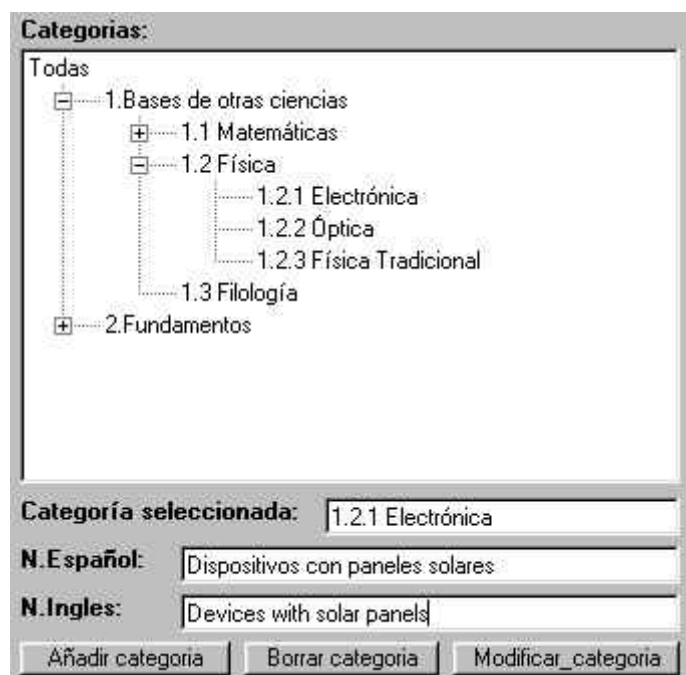 Categorias:
Todas
1.Bases de otras ciencias
1.1 Matemáticas
1.2 Física
1.2.1 Electrónica
1.2.2 Óptica
1.2.3 Física Tradicional
1.3 Filología
2.Fundamentos
Categoría seleccionada: 1.2.1 Electrónica
N.Español: Dispositivos con paneles solares
N.Ingles: Devices with solar panels
Añadir categoria Borrar categoria Modificar_categoria